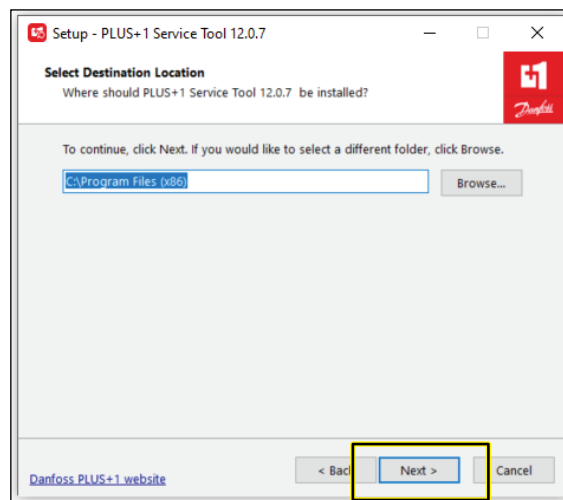 Setup - PLUS+1 Service Tool 12.0.7
Select Destination Location
Where should PLUS+1 Service Tool 12.0.7 be installed?
Danfoss
To continue, click Next. If you would like to select a different folder, click Browse.
C:\Program Files (x86)
Browse...
< Back
Next >
Cancel
Danfoss PLUS+1 website